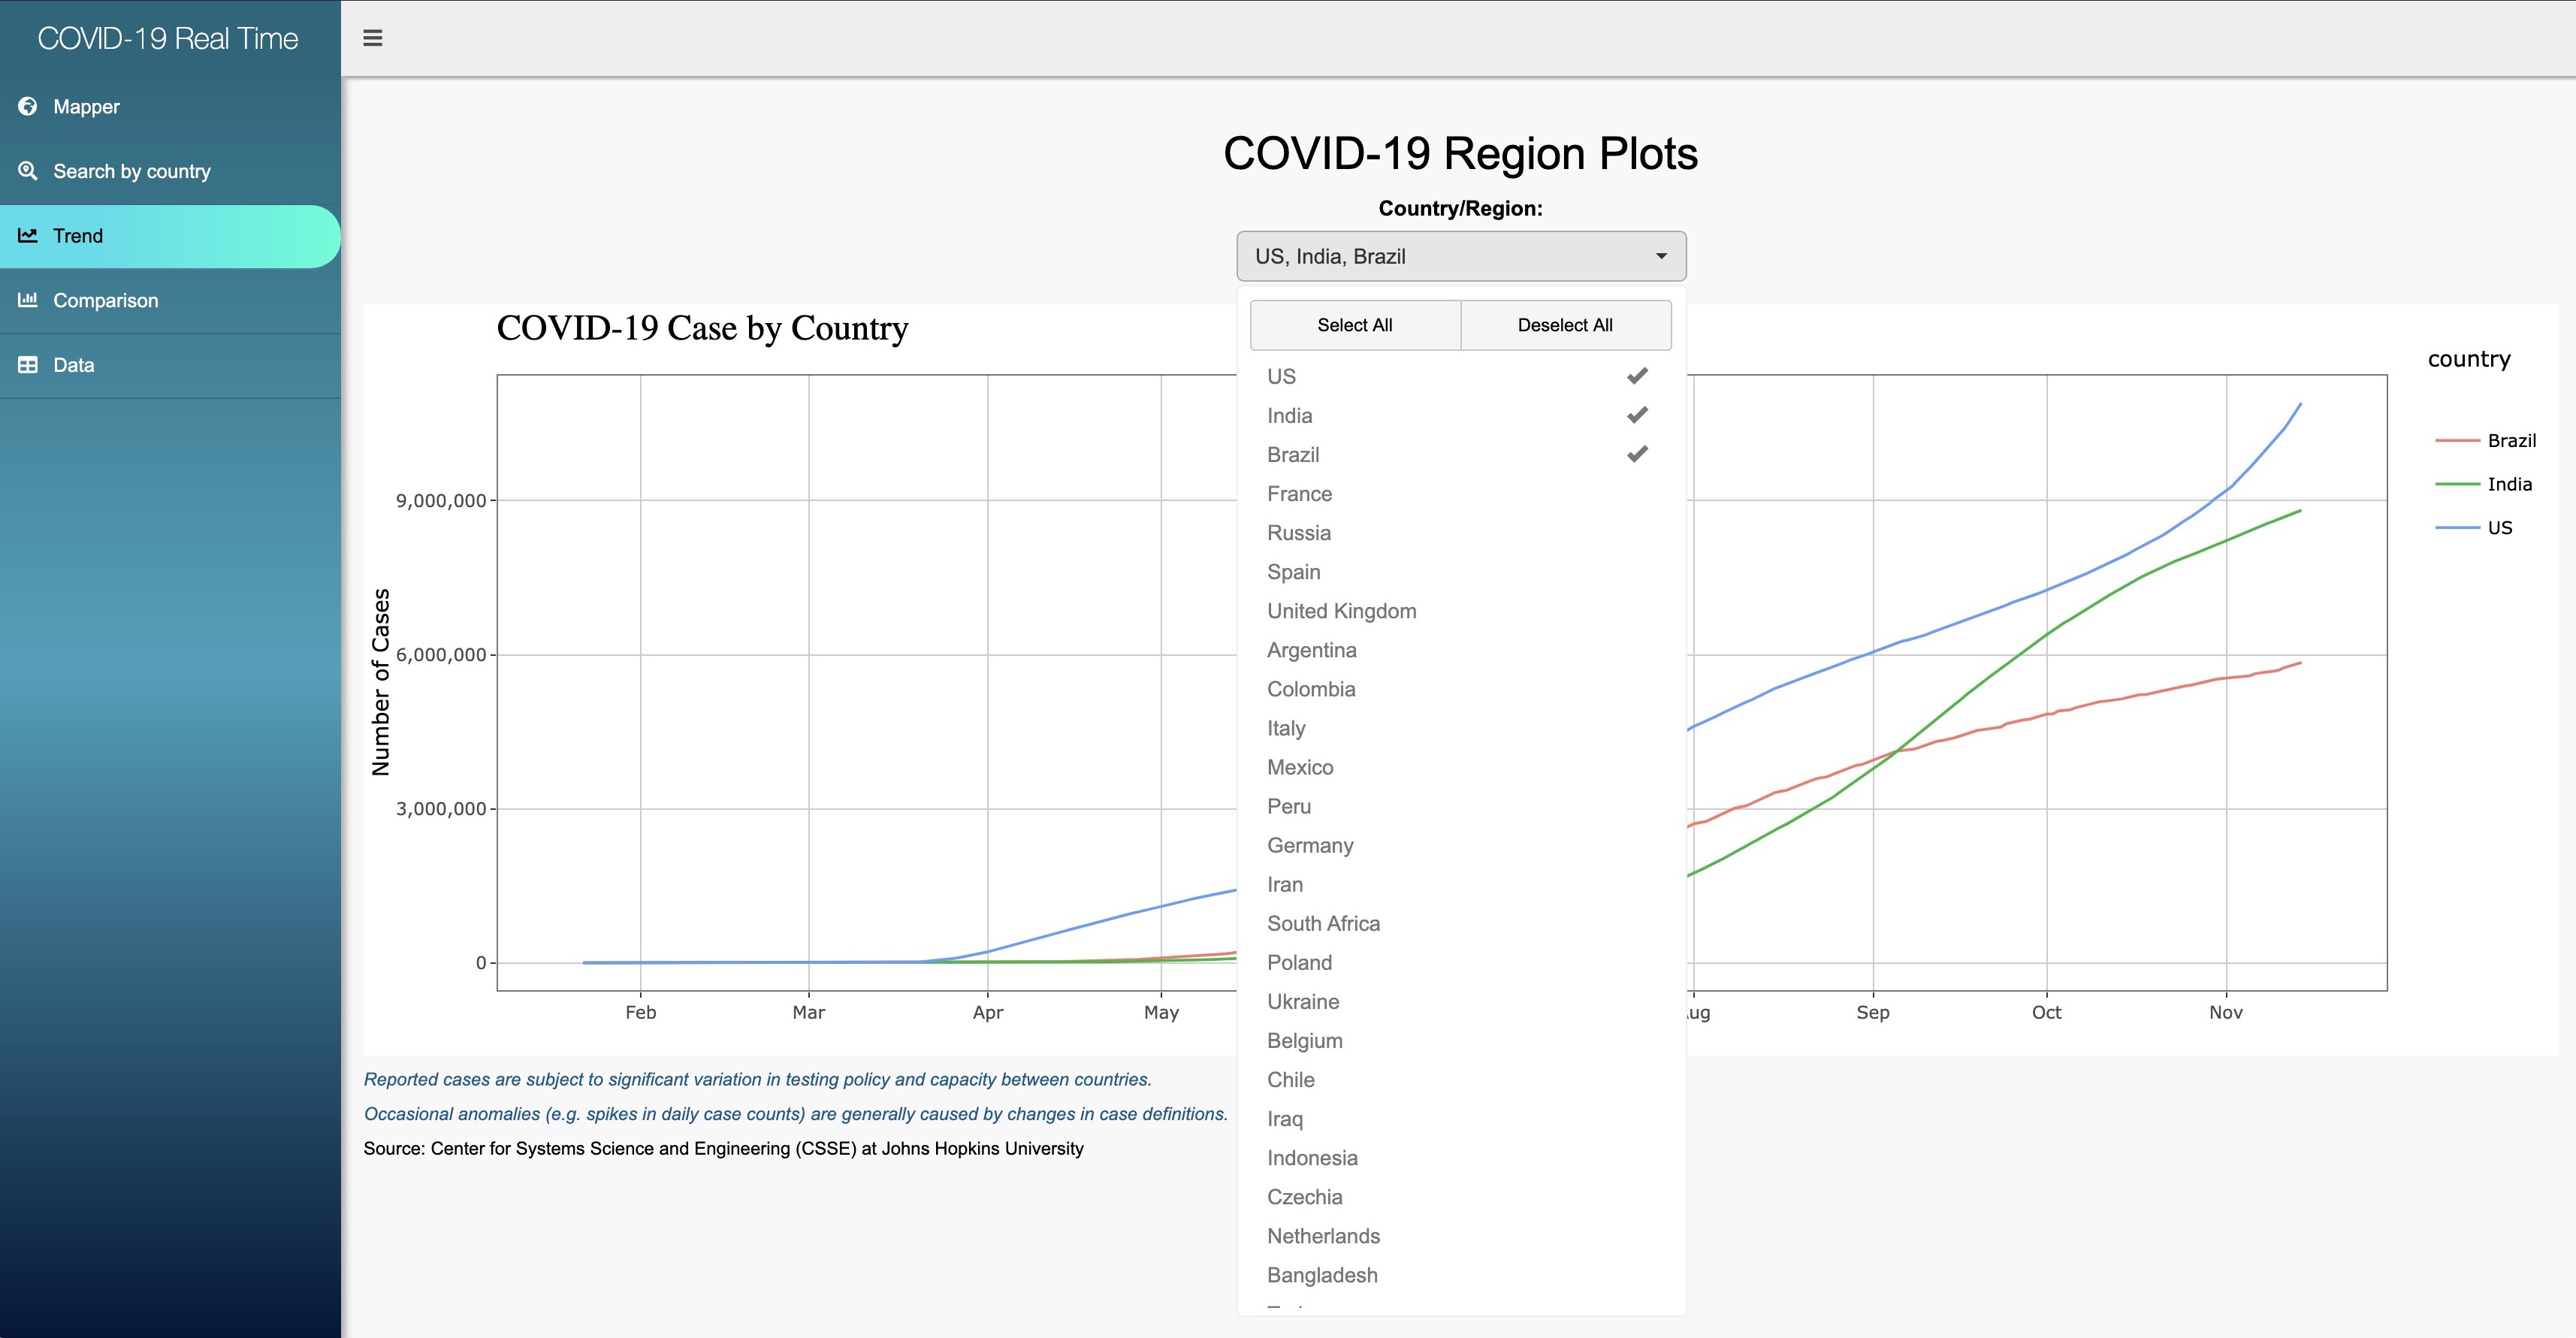 COVID-19 Real Time
Mapper
Search by country
Trend
Comparison
Data
COVID-19 Region Plots
Country/Region:
US, India, Brazil
Select All Deselect All
US
India
Brazil
France
Russia
Spain
United Kingdom
Argentina
Colombia
Italy
Mexico
Peru
Germany
Iran
South Africa
Poland
Ukraine
Belgium
Chile
Iraq
Indonesia
Czechia
Netherlands
Bangladesh
COVID-19 Case by Country
Number of Cases
9,000,000
6,000,000
3,000,000
0
Feb Mar Apr May Sep Oct Nov
country
Brazil
India
US
Reported cases are subject to significant variation in testing policy and capacity between countries.
Occasional anomalies (e.g. spikes in daily case counts) are generally caused by changes in case definitions.
Source: Center for Systems Science and Engineering (CSSE) at Johns Hopkins University